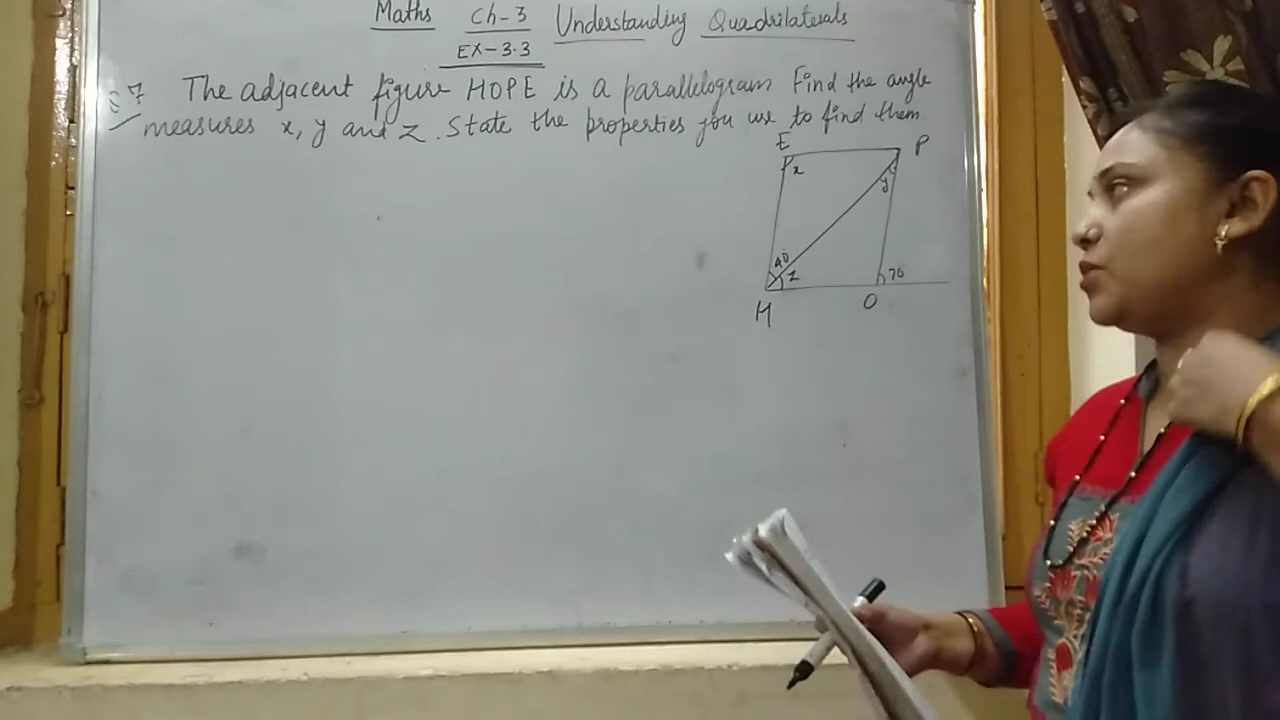 Maths Ch-3 Understanding Quadrilaterals
EX-3.3
Q 7 The adjacent figure HOPE is a parallelogram Find the angle
measures x, y and z. State the properties you use to find them
E P
x
y
40°
z 70
H O